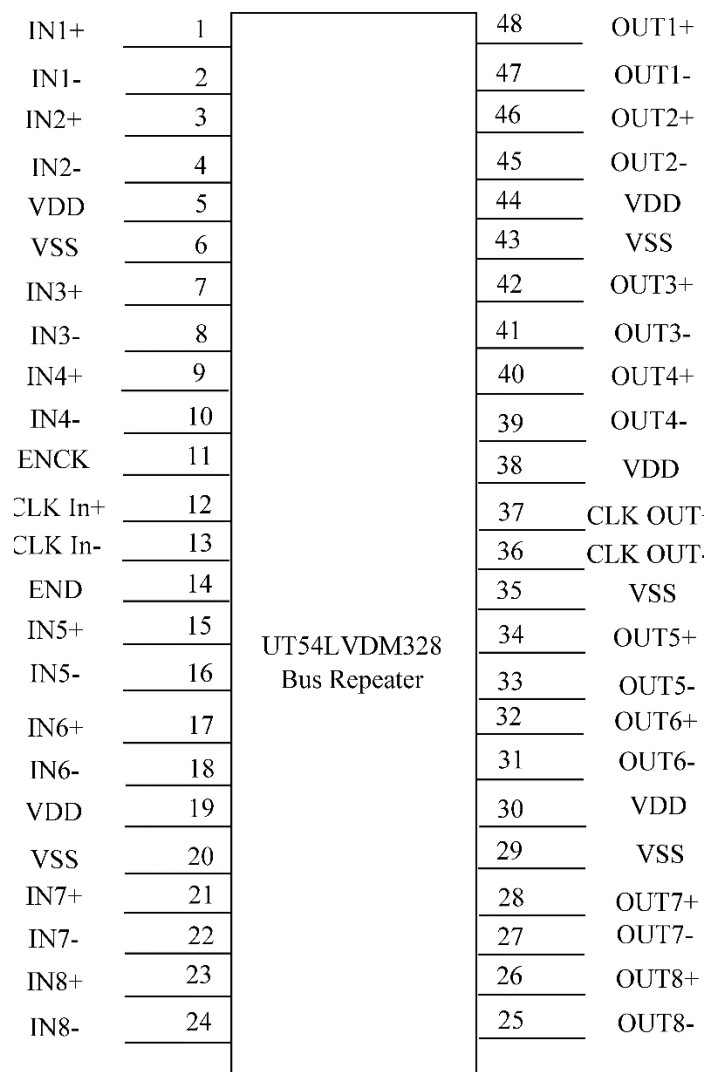 IN1+ 1 48 OUT1+
IN1- 2 47 OUT1-
IN2+ 3 46 OUT2+
IN2- 4 45 OUT2-
VDD 5 44 VDD
VSS 6 43 VSS
IN3+ 7 42 OUT3+
IN3- 8 41 OUT3-
IN4+ 9 40 OUT4+
IN4- 10 39 OUT4-
ENCK 11 38 VDD
CLK In+ 12 37 CLK OUT+
CLK In- 13 36 CLK OUT-
END 14 35 VSS
IN5+ 15 34 OUT5+
UT54LVDM328
IN5- 16 33 OUT5-
Bus Repeater
IN6+ 17 32 OUT6+
IN6- 18 31 OUT6-
VDD 19 30 VDD
VSS 20 29 VSS
IN7+ 21 28 OUT7+
IN7- 22 27 OUT7-
IN8+ 23 26 OUT8+
IN8- 24 25 OUT8-